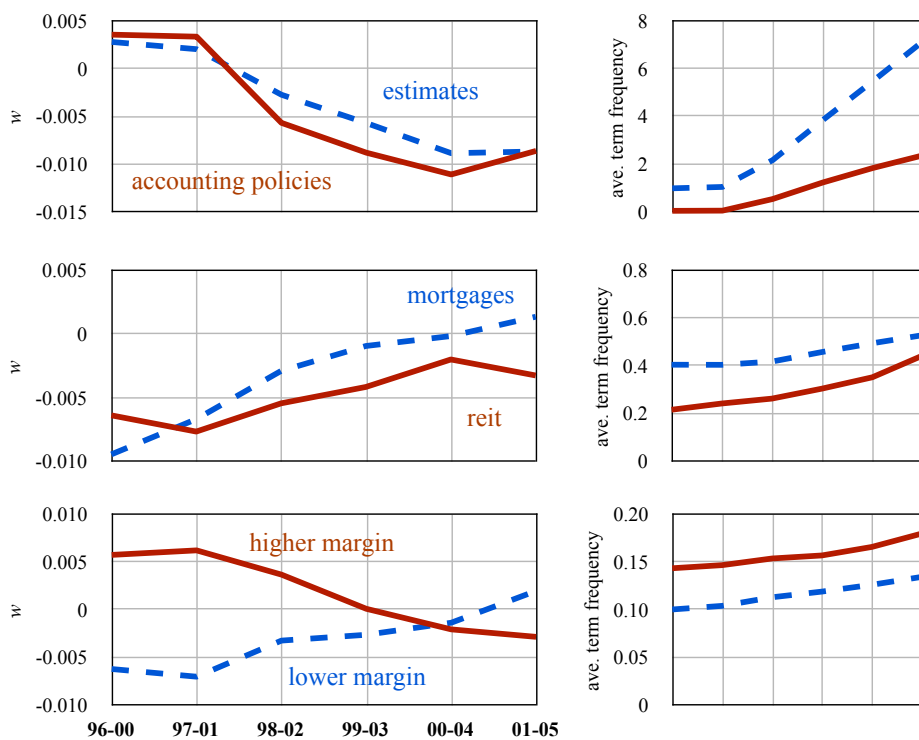 0.005
0
-0.005
-0.010
-0.015
w
estimates
accounting policies
8
6
4
2
0
ave. term frequency
0.005
0
-0.005
-0.010
w
mortgages
reit
0.8
0.6
0.4
0.2
0
ave. term frequency
0.010
0.005
0
-0.005
-0.010
w
higher margin
lower margin
96-00 97-01 98-02 99-03 00-04 01-05
0.20
0.15
0.10
0.05
0
ave. term frequency